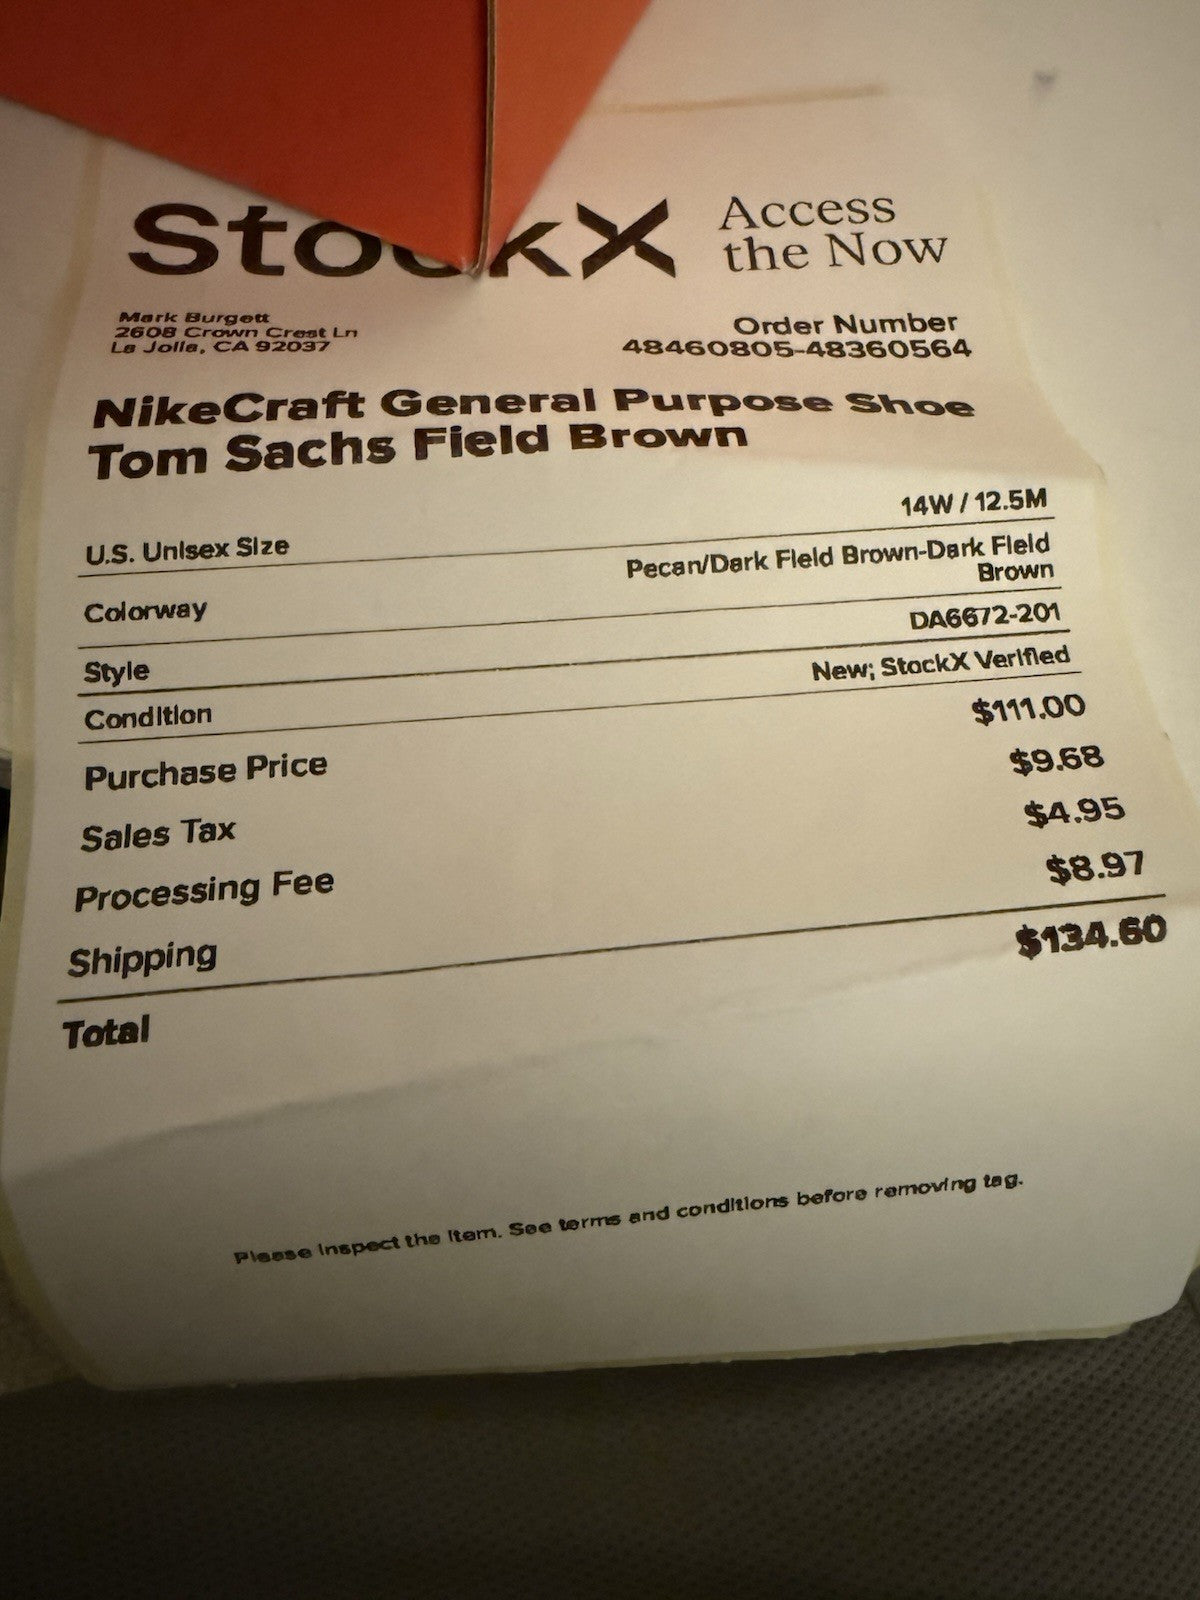 StockX
Access
the Now
Mark Burgett
2608 Crown Crest Ln
La Jolla, CA 92037
Order Number
48460805-48360564
NikeCraft General Purpose Shoe
Tom Sachs Field Brown
U.S. Unisex Size 14W / 12.5M
Colorway Pecan/Dark Field Brown-Dark Field
Brown
Style DA6672-201
Condition New; StockX Verified
Purchase Price $111.00
Sales Tax $9.68
Processing Fee $4.95
Shipping $8.97
Total $134.60
Please inspect the item. See terms and conditions before removing tag.